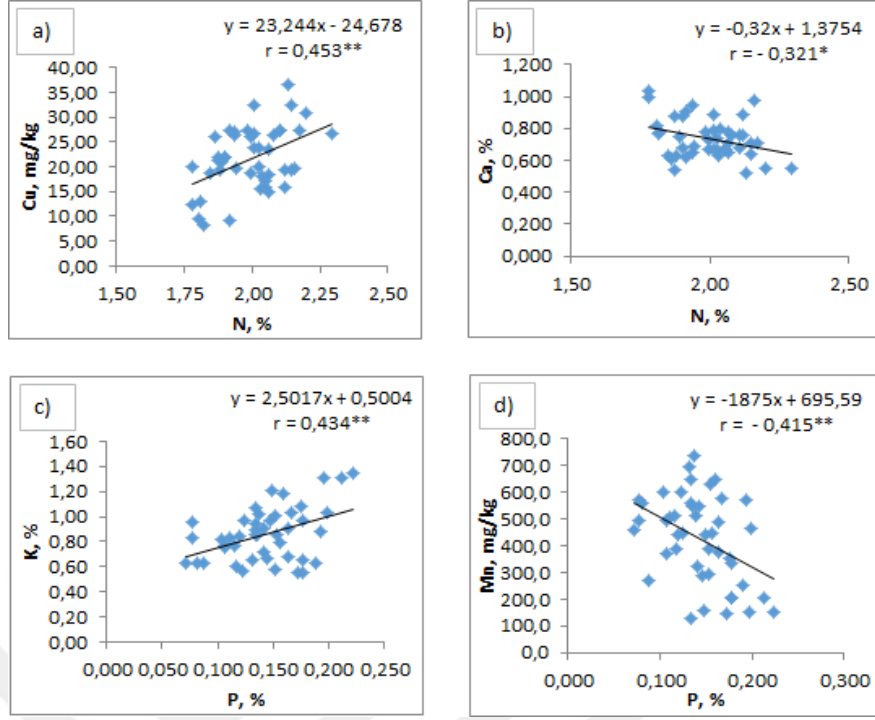 a)
y = 23,244x - 24,678
r = 0,453**
40,00
35,00
30,00
25,00
20,00
15,00
10,00
5,00
0,00
Cu, mg/kg
1,50 1,75 2,00 2,25 2,50
N, %
b)
y = -0,32x + 1,3754
r = - 0,321*
1,200
1,000
0,800
0,600
0,400
0,200
0,000
Ca, %
1,50 2,00 2,50
N, %
c)
y = 2,5017x + 0,5004
r = 0,434**
1,60
1,40
1,20
1,00
0,80
0,60
0,40
0,20
0,00
K, %
0,000 0,050 0,100 0,150 0,200 0,250
P, %
d)
y = -1875x + 695,59
r = - 0,415**
800,0
700,0
600,0
500,0
400,0
300,0
200,0
100,0
0,0
Mn, mg/kg
0,000 0,100 0,200 0,300
P, %